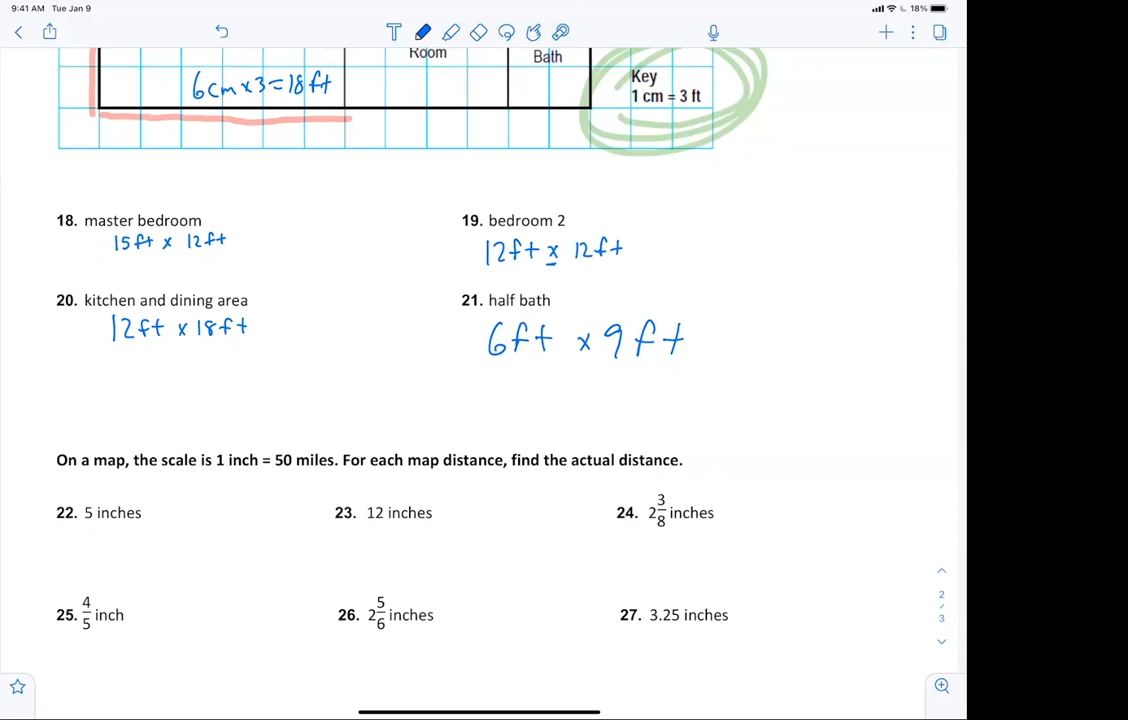 9:41 AM Tue Jan 9
18%
T
Room
Bath
6cm x 3 = 18 ft
Key
1 cm = 3 ft
18. master bedroom
15ft x 12ft
19. bedroom 2
12ft x 12ft
20. kitchen and dining area
12ft x 18ft
21. half bath
6ft x 9ft
On a map, the scale is 1 inch = 50 miles. For each map distance, find the actual distance.
22. 5 inches
23. 12 inches
24. 2 3/8 inches
25. 4/5 inch
26. 2 5/6 inches
27. 3.25 inches
2
/
3